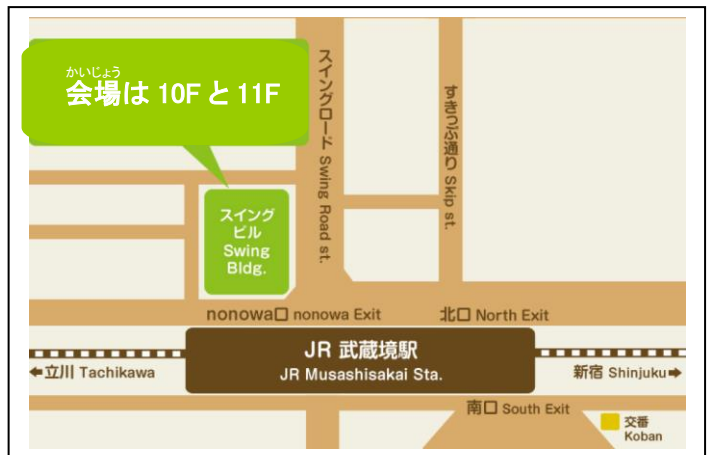 かいじょう
会場は 10F と 11F
スイングロード Swing Road st.
すきっぷ通り Skip st.
スイング
ビル
Swing
Bldg.
nonowa口 nonowa Exit
北口 North Exit
JR 武蔵境駅
JR Musashisakai Sta.
←立川 Tachikawa
新宿 Shinjuku→
南口 South Exit
交番
Koban